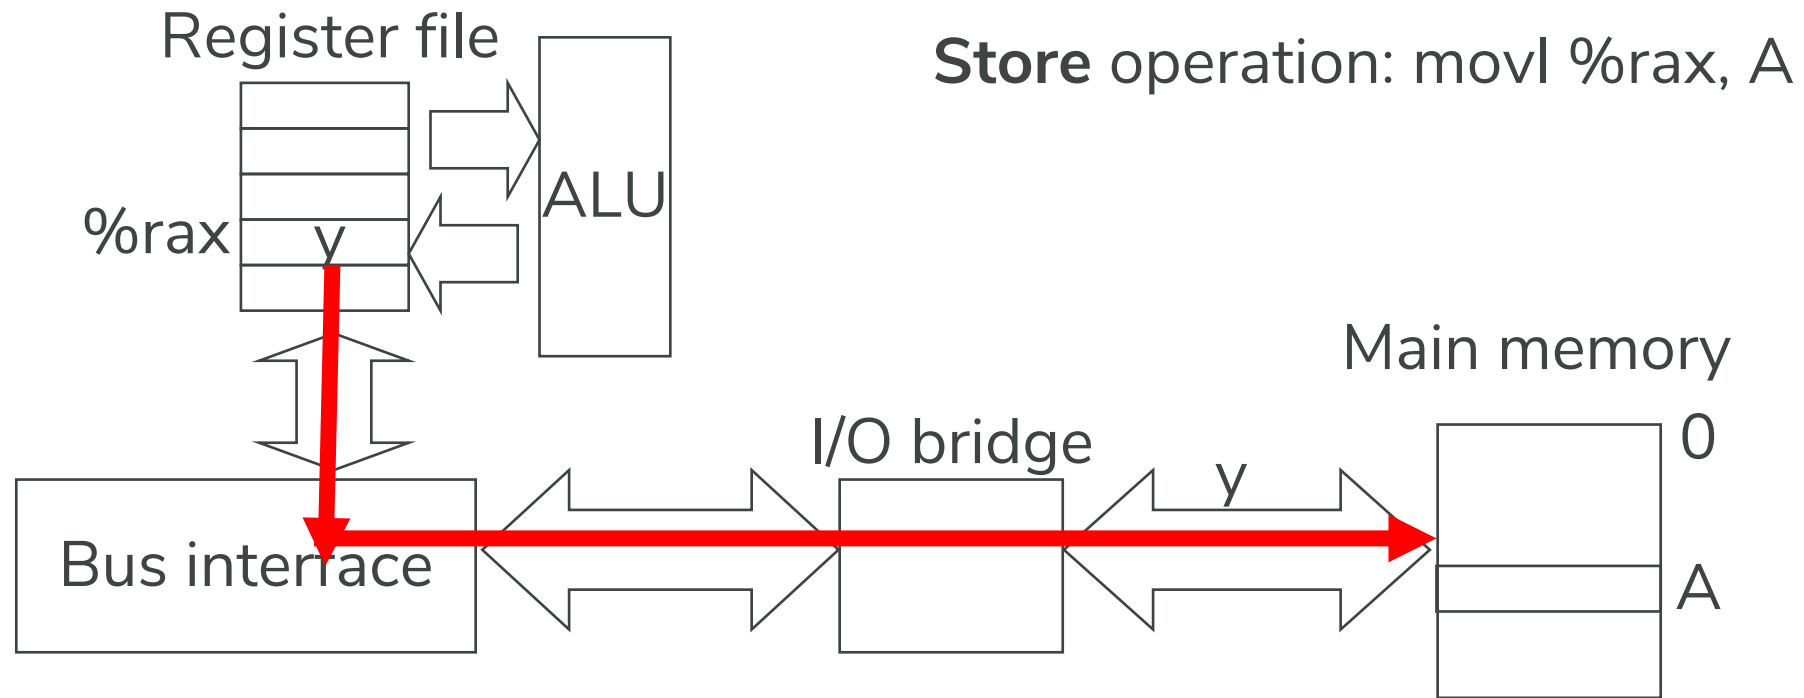 Register file
Store operation: movl %rax, A
ALU
%rax
y
Main memory
I/O bridge
0
y
Bus interface
A